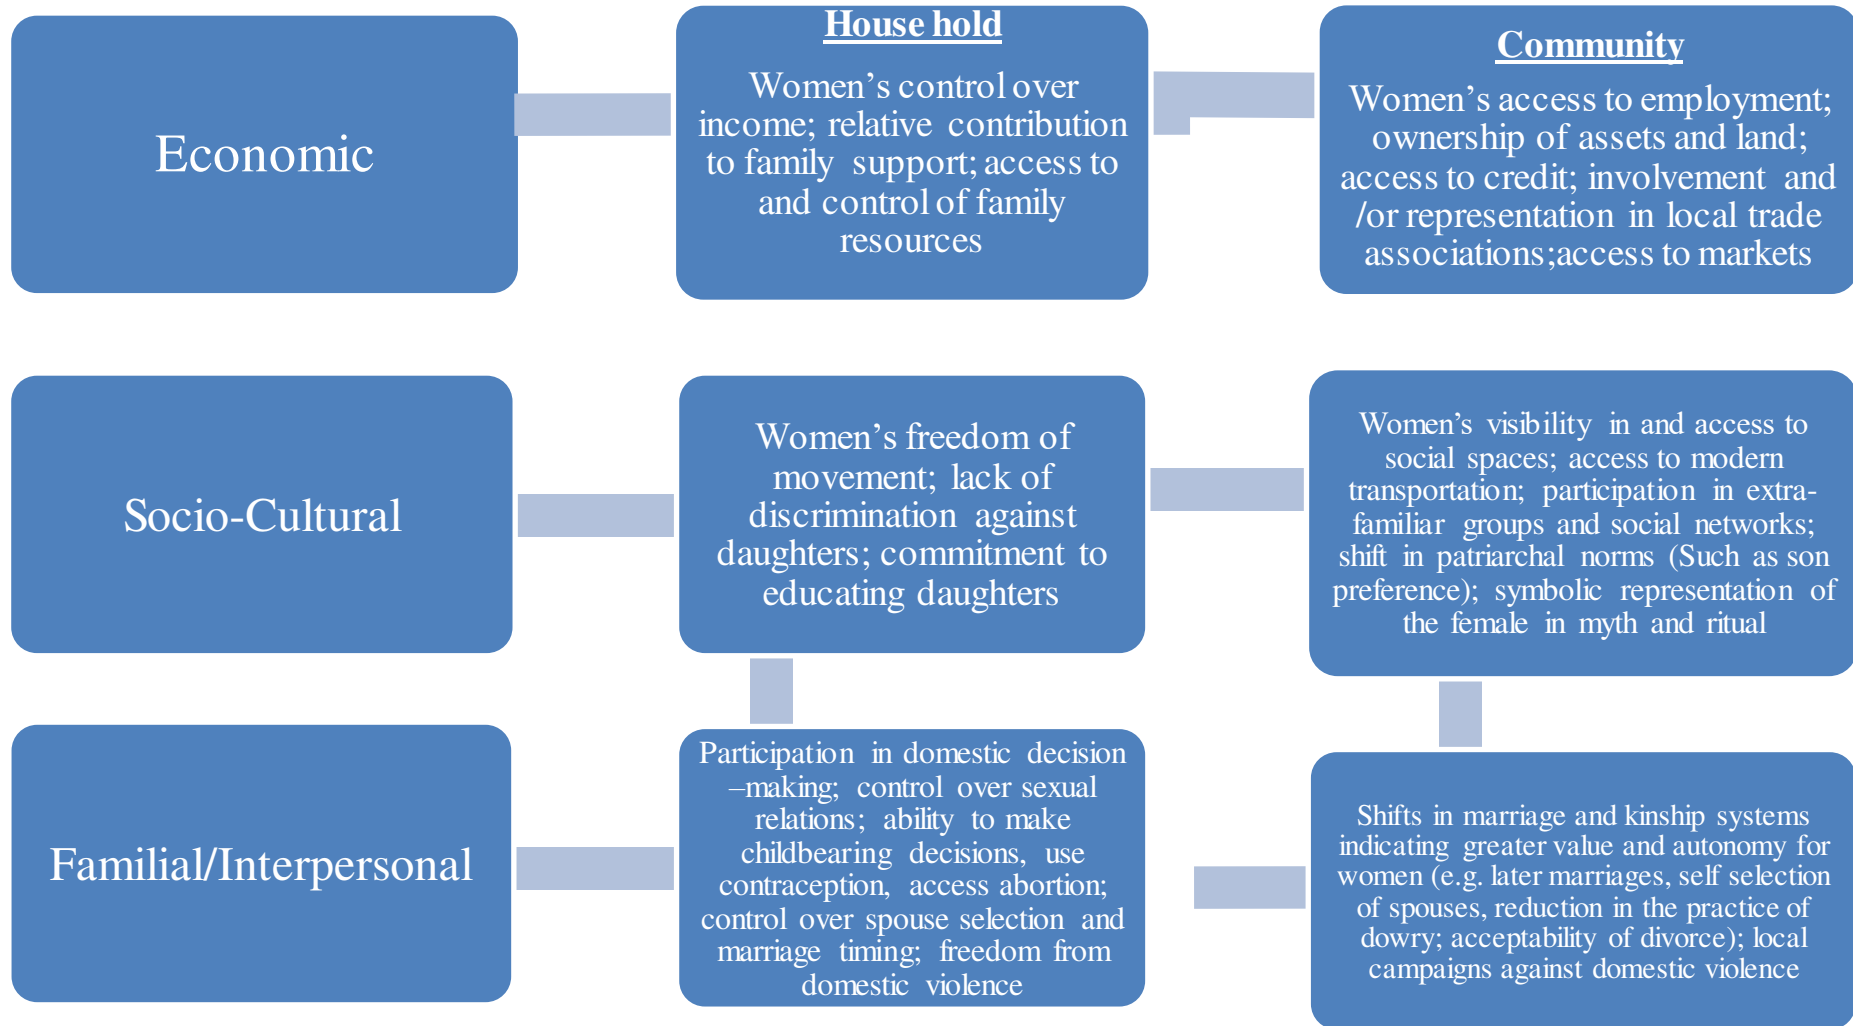 Economic
House hold
Women’s control over
income; relative contribution
to family support; access to
and control of family
resources
Community
Women’s access to employment;
ownership of assets and land;
access to credit; involvement and
/or representation in local trade
associations;access to markets
Socio-Cultural
Women’s freedom of
movement; lack of
discrimination against
daughters; commitment to
educating daughters
Women’s visibility in and access to
social spaces; access to modern
transportation; participation in extra-
familiar groups and social networks;
shift in patriarchal norms (Such as son
preference); symbolic representation of
the female in myth and ritual
Familial/Interpersonal
Participation in domestic decision
–making; control over sexual
relations; ability to make
childbearing decisions, use
contraception, access abortion;
control over spouse selection and
marriage timing; freedom from
domestic violence
Shifts in marriage and kinship systems
indicating greater value and autonomy for
women (e.g. later marriages, self selection
of spouses, reduction in the practice of
dowry; acceptability of divorce); local
campaigns against domestic violence